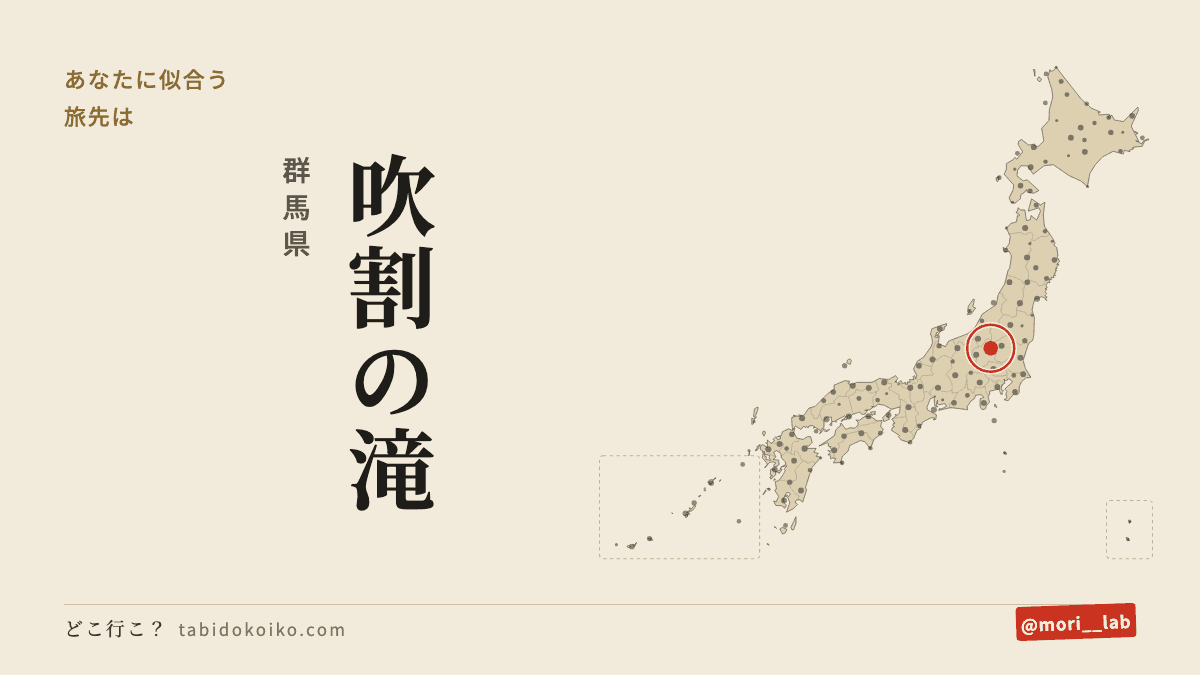 あなたに似合う
旅先は
吹割の滝
群馬県
どこ行こ？ tabidokoiko.com
@mori__lab